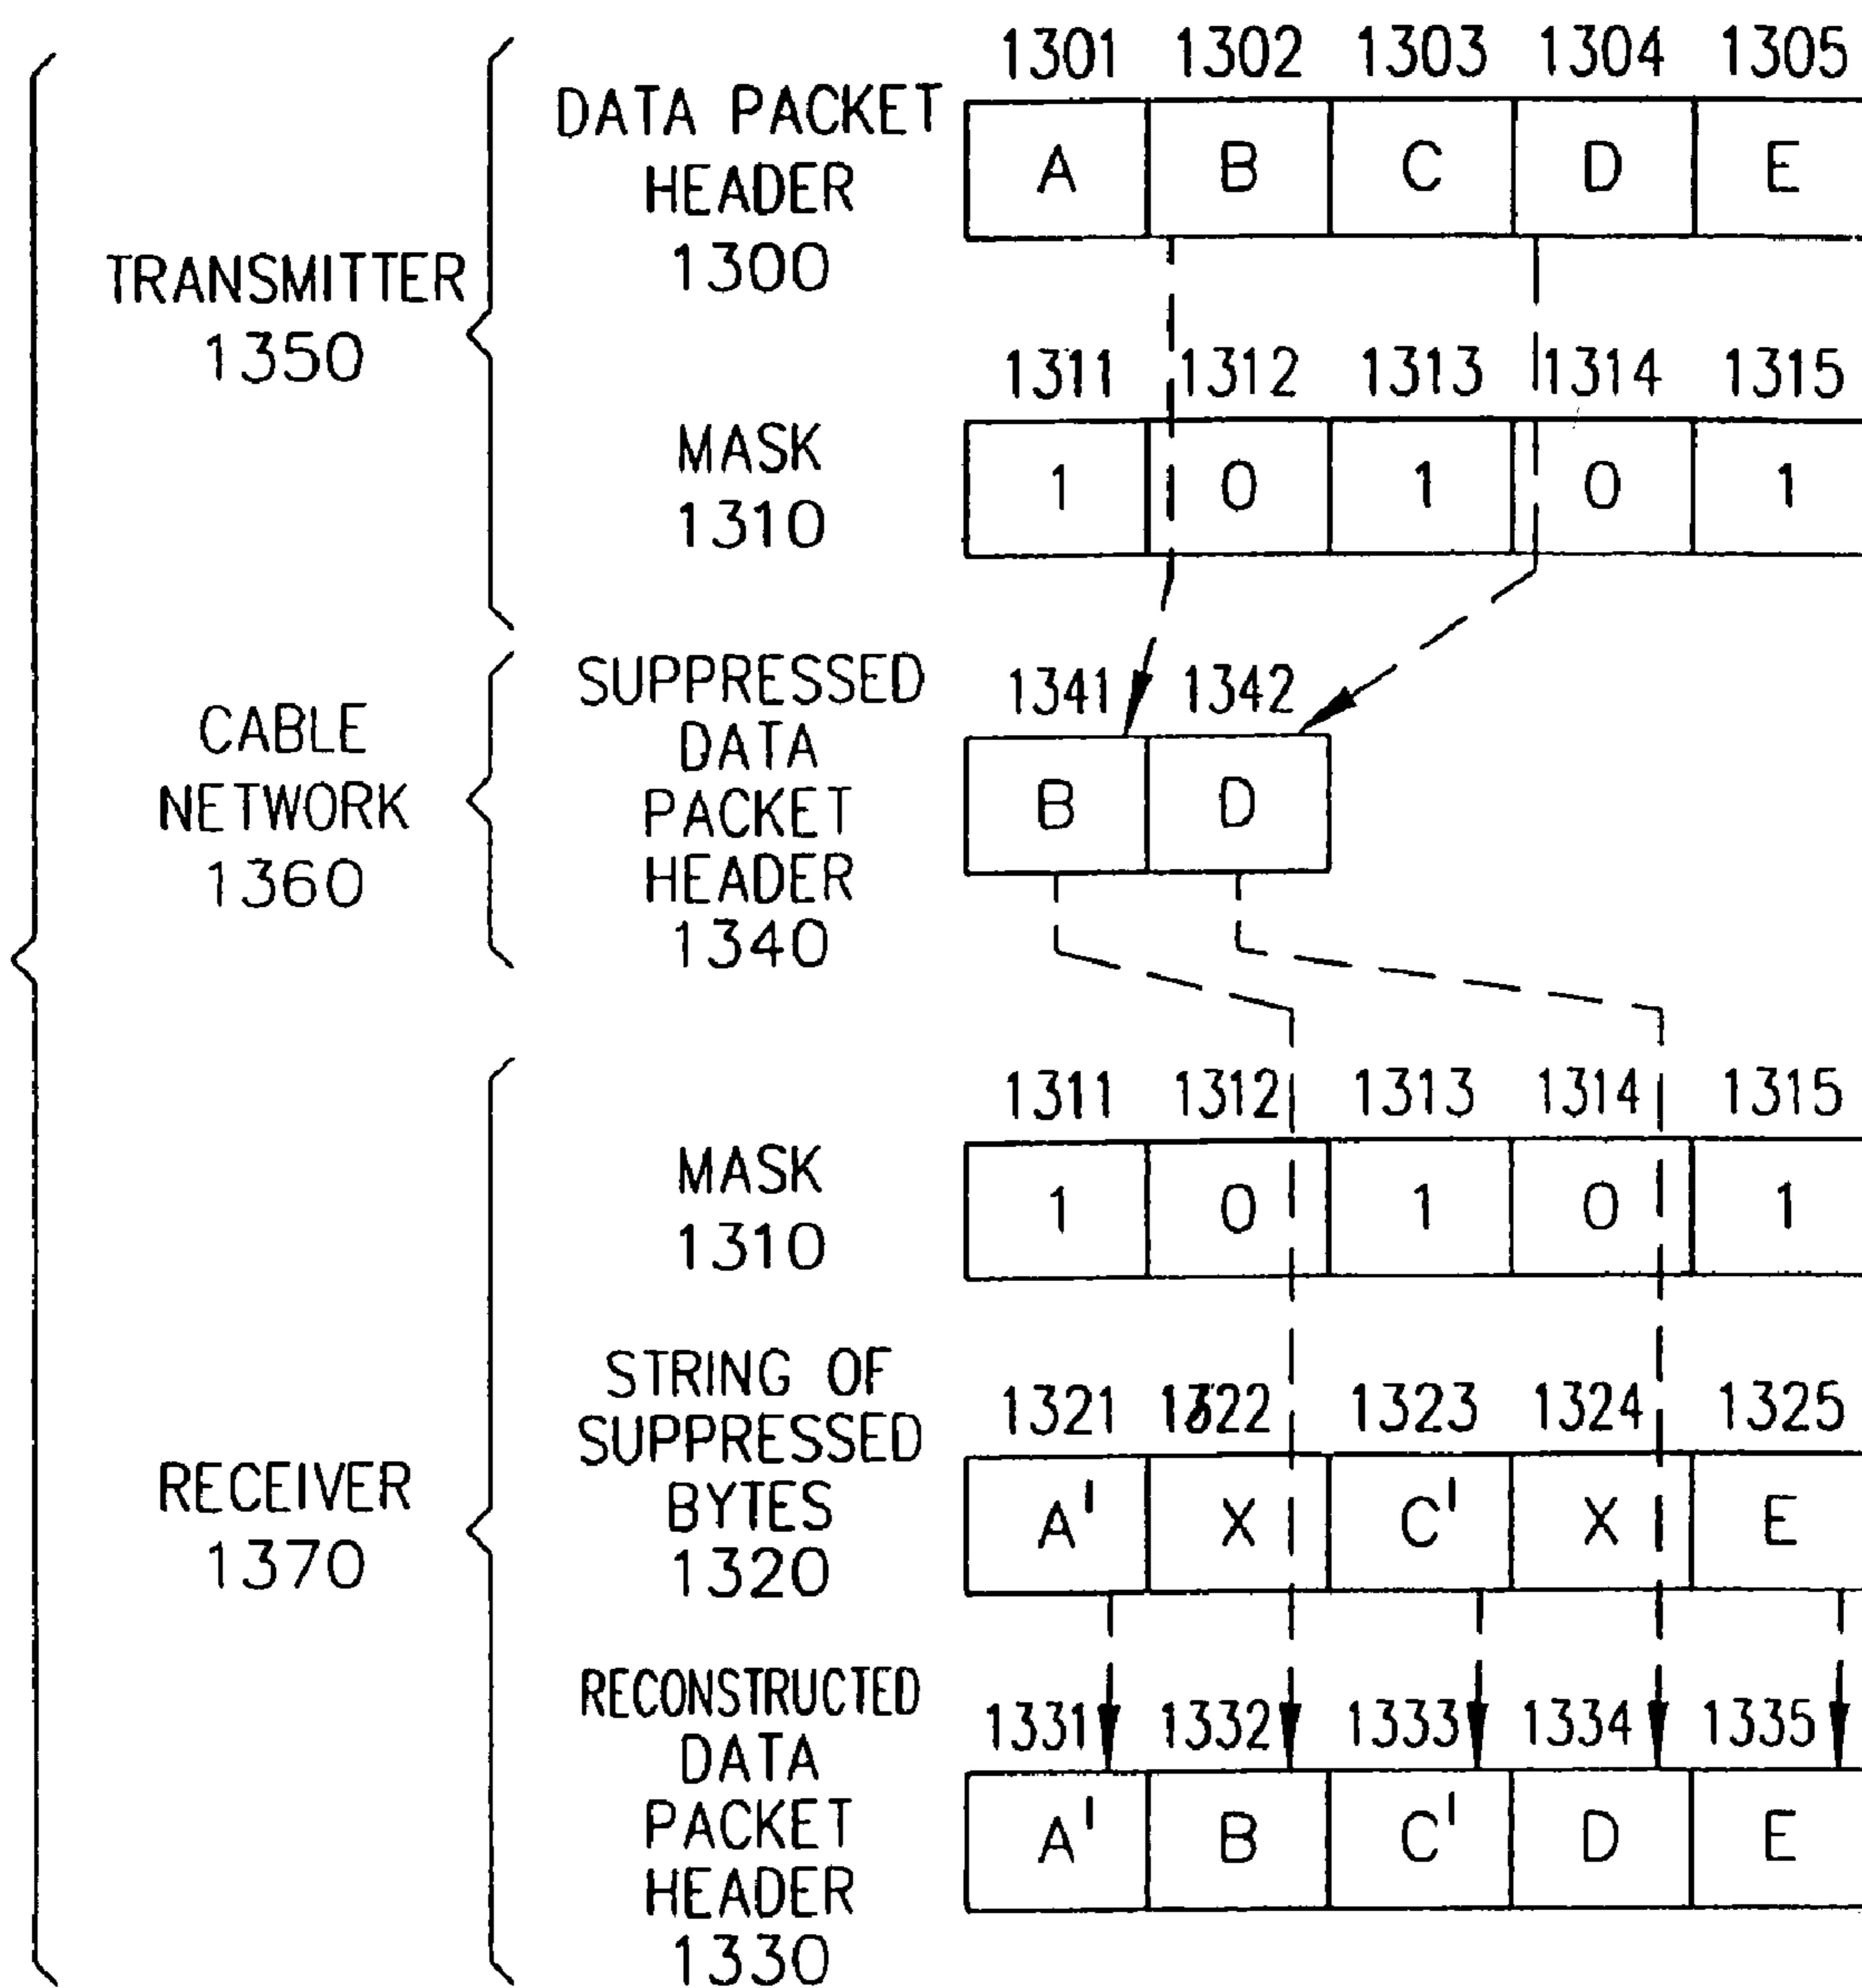 1301 1302 1303 1304 1305
DATA PACKET
HEADER
1300
A B C D E
TRANSMITTER
1350
1311 1312 1313 1314 1315
MASK
1310
1 0 1 0 1
SUPPRESSED
DATA
PACKET
HEADER
1340
1341 1342
B D
CABLE
NETWORK
1360
1311 1312 1313 1314 1315
MASK
1310
1 0 1 0 1
STRING OF
SUPPRESSED
BYTES
1320
1321 1322 1323 1324 1325
A' X C' X E
RECEIVER
1370
RECONSTRUCTED
DATA
PACKET
HEADER
1330
1331 1332 1333 1334 1335
A' B C' D E